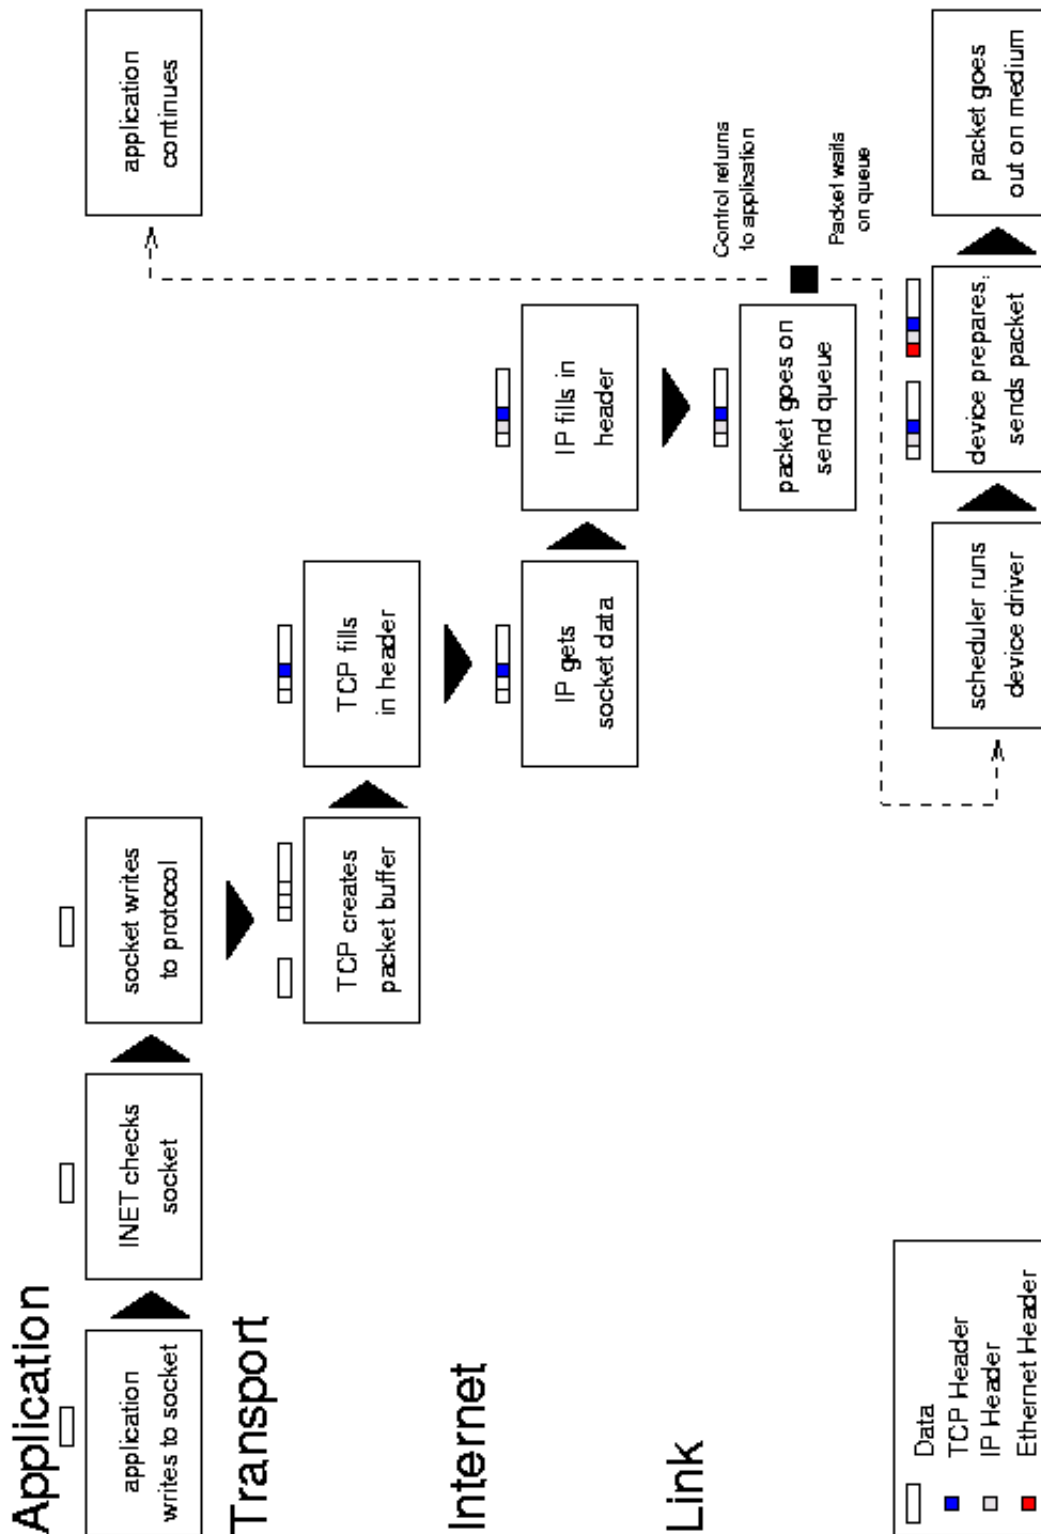 Application
application
writes to socket
INET checks
socket
socket writes
to protocol
application
continues
Transport
TCP creates
packet buffer
TCP fills
in header
Internet
IP gets
socket data
IP fills in
header
Link
packet goes on
send queue
Control returns
to application
Packet waits
on queue
scheduler runs
device driver
device prepares,
sends packet
packet goes
out on medium
Data
TCP Header
IP Header
Ethernet Header